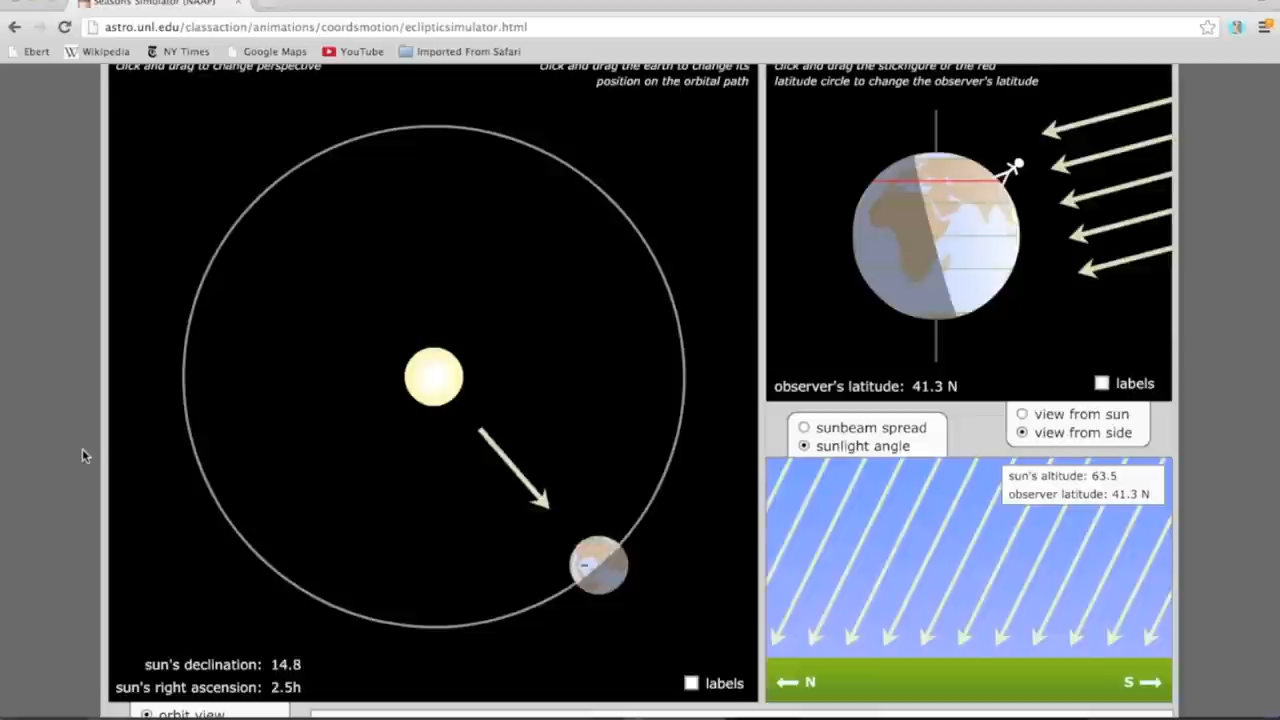 Seasons Simulator (NAAP)
astro.unl.edu/classaction/animations/coordsmotion/eclipticsimulator.html
Ebert Wikipedia NY Times Google Maps YouTube Imported From Safari
click and drag to change perspective
click and drag the earth to change its
position on the orbital path
click and drag the stickfigure or the red
latitude circle to change the observer's latitude
observer's latitude: 41.3 N
labels
sunbeam spread
sunlight angle
view from sun
view from side
sun's altitude: 63.5
observer latitude: 41.3 N
N
S
sun's declination: 14.8
sun's right ascension: 2.5h
labels
orbit view